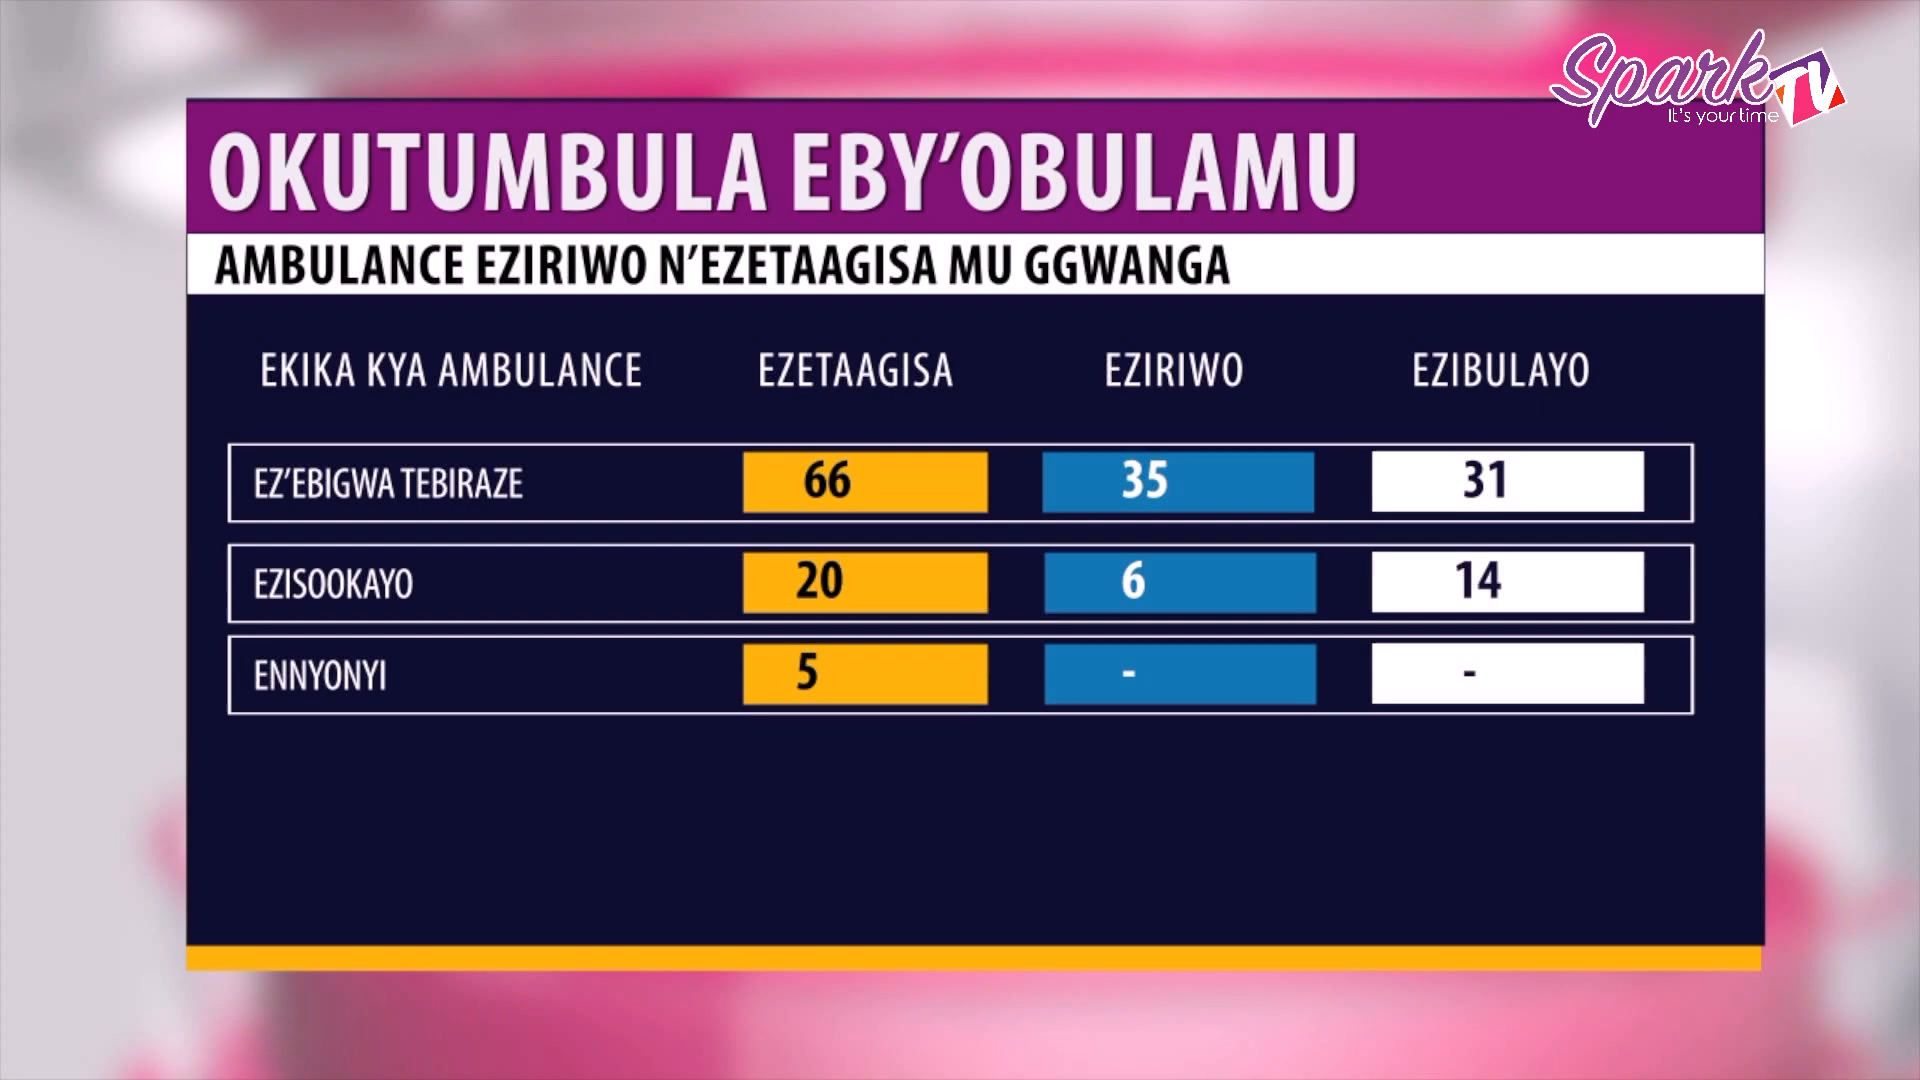 Spark TV
It's your time
OKUTUMBULA EBY’OBULAMU
AMBULANCE EZIRIWO N’EZETAAGISA MU GGWANGA
EKIKA KYA AMBULANCE EZETAAGISA EZIRIWO EZIBULAYO
EZ’EBIGWA TEBIRAZE 66 35 31
EZISOOKAYO 20 6 14
ENNYONYI 5 - -